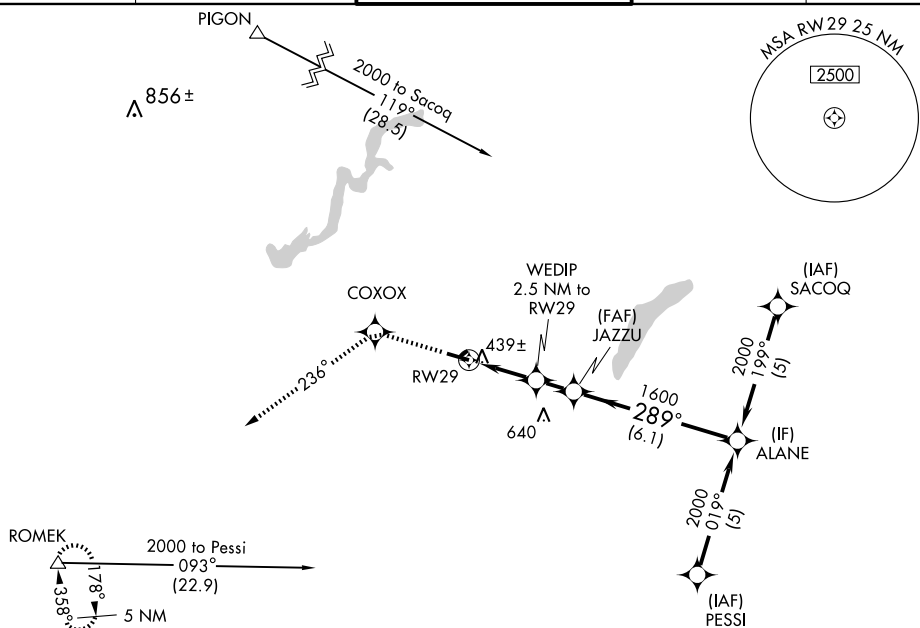 PIGON
2000 to Sacoq
119°
(28.5)
856±
MSA RW29 25 NM
2500
COXOX
WEDIP
2.5 NM to
RW29
(FAF)
JAZZU
(IAF)
SACOQ
439±
RW29
236°
640
1600
289°
(6.1)
2000
199°
(5)
(IF)
ALANE
2000
019°
(5)
(IAF)
PESSI
ROMEK
2000 to Pessi
093°
(22.9)
178°
358°
5 NM